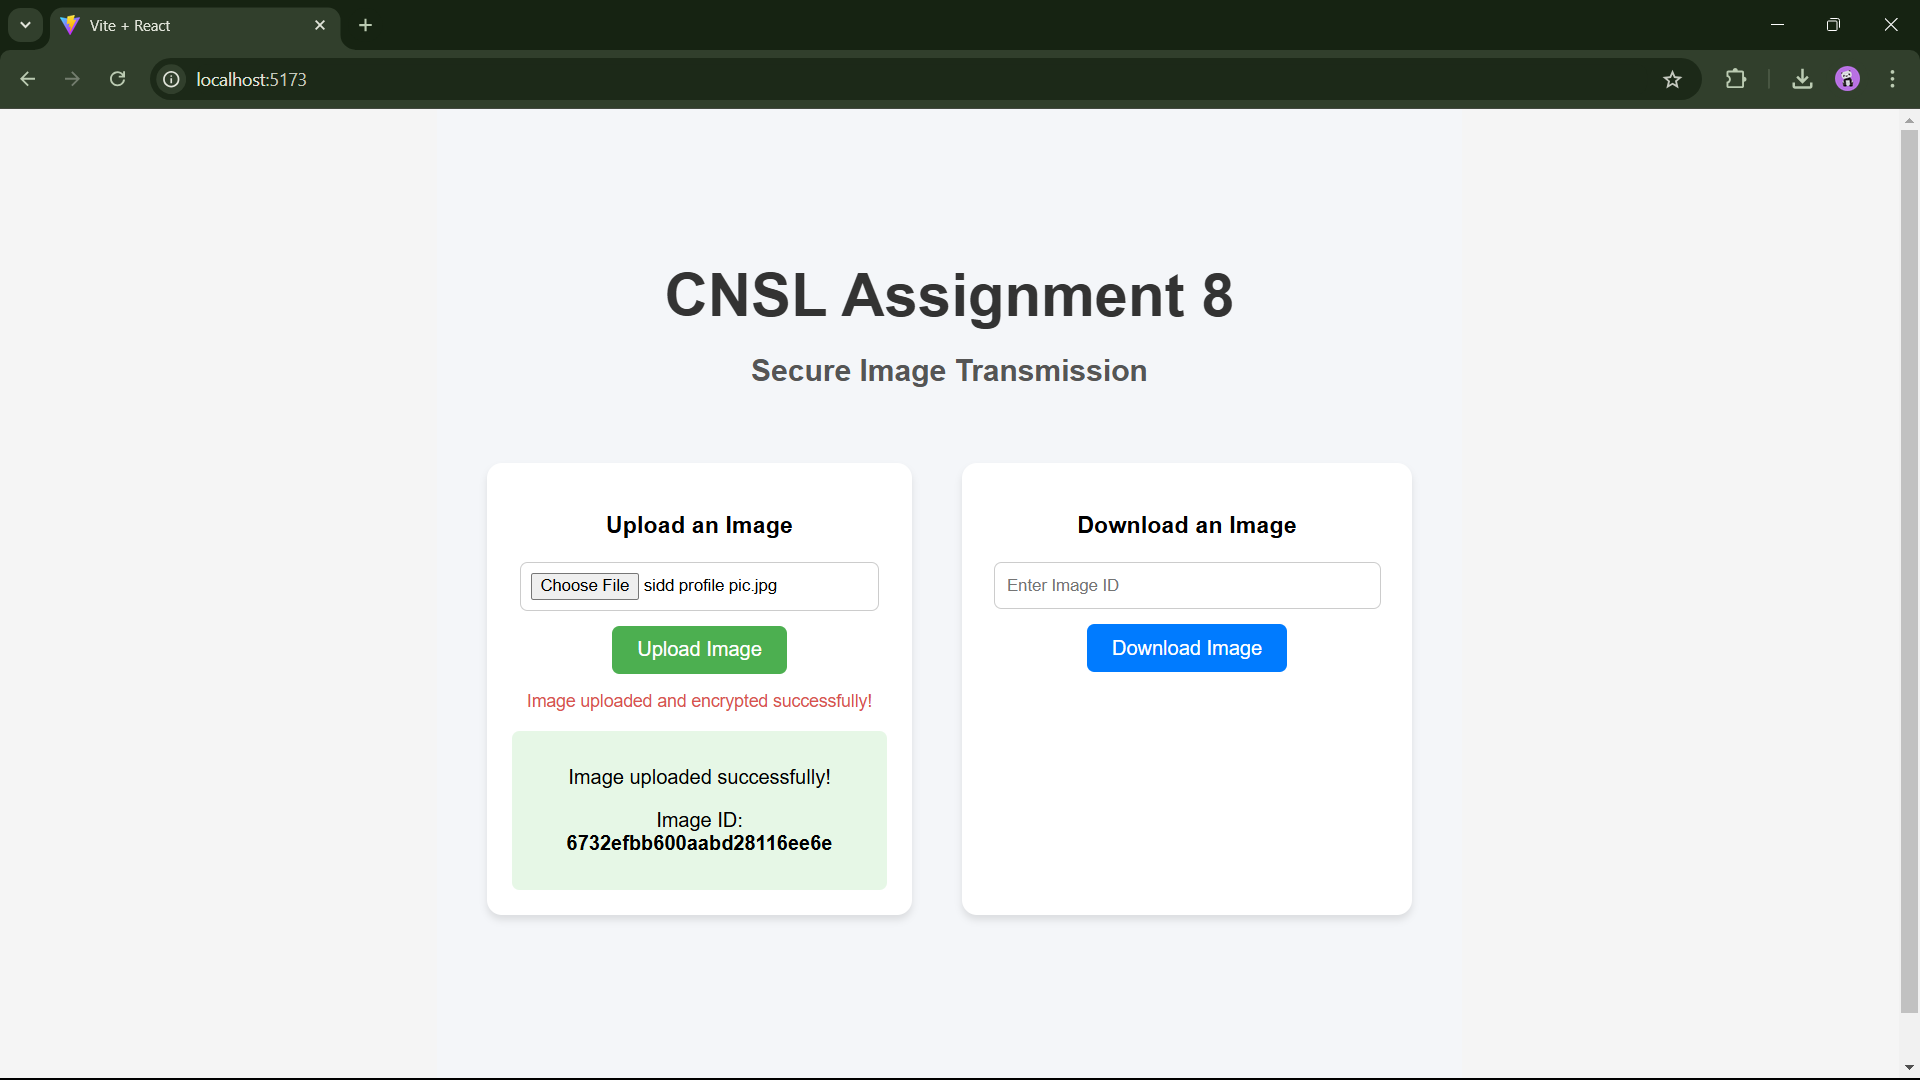 Vite + React
localhost:5173
CNSL Assignment 8
Secure Image Transmission
Upload an Image
Choose File sidd profile pic.jpg
Upload Image
Image uploaded and encrypted successfully!
Image uploaded successfully!
Image ID:
6732efbb600aabd28116ee6e
Download an Image
Enter Image ID
Download Image